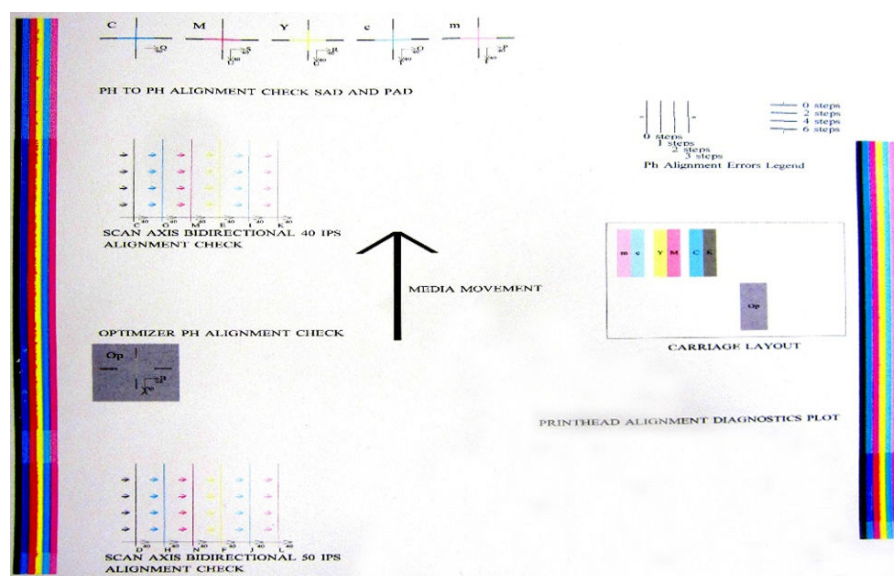 C M Y c m
PH TO PH ALIGNMENT CHECK SAD AND PAD
0 steps
2 steps
4 steps
6 steps
0 steps
1 steps
2 steps
3 steps
Ph Alignment Errors Legend
C G M E I K
SCAN AXIS BIDIRECTIONAL 40 IPS
ALIGNMENT CHECK
m c Y M C K
MEDIA MOVEMENT
Op
OPTIMIZER PH ALIGNMENT CHECK
CARRIAGE LAYOUT
Op
P
PRINTHEAD ALIGNMENT DIAGNOSTICS PLOT
D H N F J L
SCAN AXIS BIDIRECTIONAL 50 IPS
ALIGNMENT CHECK